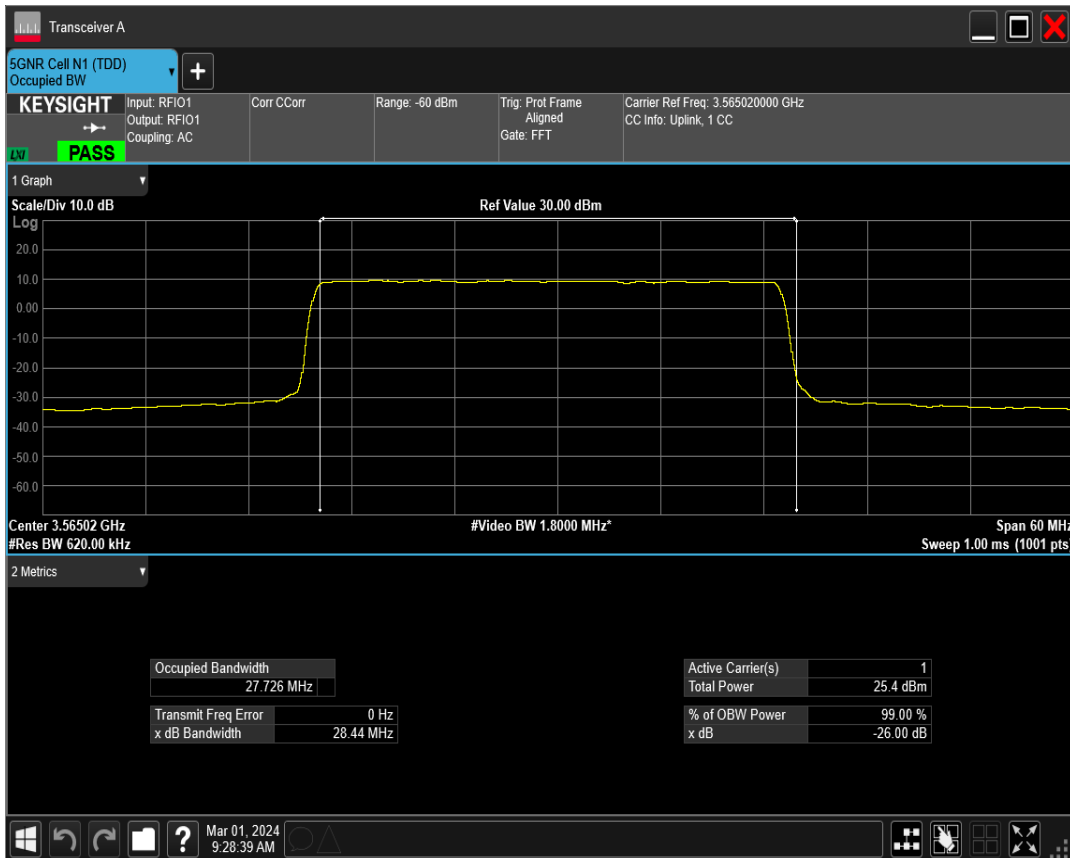 Transceiver A
5GNR Cell N1 (TDD)
Occupied BW
+
KEYSIGHT
LXI
PASS
Input: RFIO1
Output: RFIO1
Coupling: AC
Corr CCorr
Range: -60 dBm
Trig: Prot Frame
Aligned
Gate: FFT
Carrier Ref Freq: 3.565020000 GHz
CC Info: Uplink, 1 CC
1 Graph
Scale/Div 10.0 dB
Ref Value 30.00 dBm
Log
20.0
10.0
0.00
-10.0
-20.0
-30.0
-40.0
-50.0
-60.0
Center 3.56502 GHz
#Video BW 1.8000 MHz*
Span 60 MHz
#Res BW 620.00 kHz
Sweep 1.00 ms (1001 pts)
2 Metrics
Occupied Bandwidth
27.726 MHz
Transmit Freq Error 0 Hz
x dB Bandwidth 28.44 MHz
Active Carrier(s) 1
Total Power 25.4 dBm
% of OBW Power 99.00 %
x dB -26.00 dB
?
Mar 01, 2024
9:28:39 AM